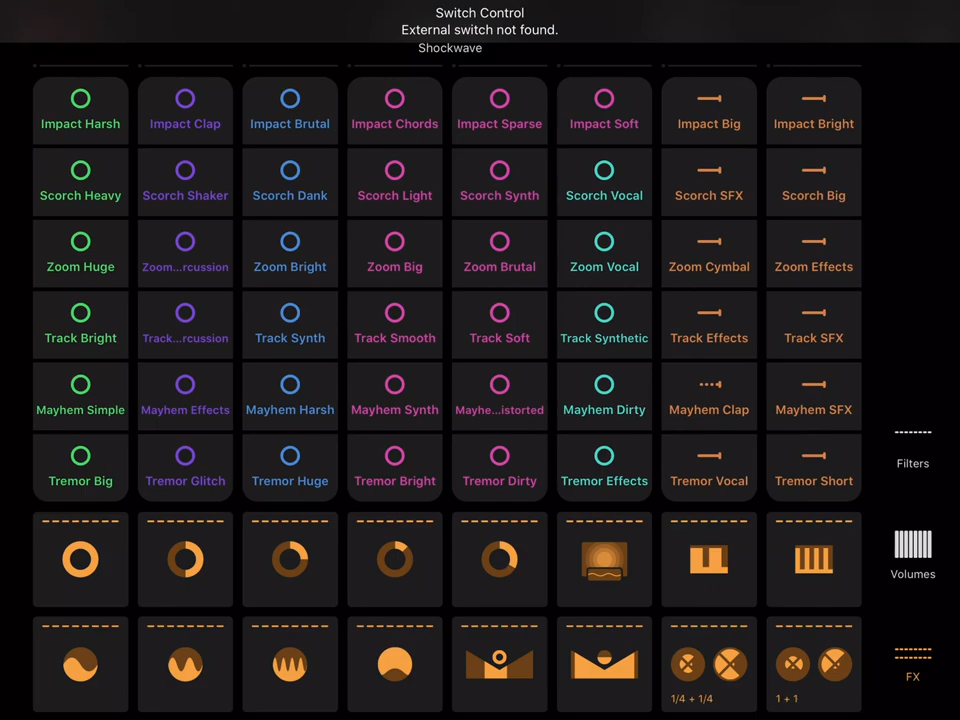 Switch Control
External switch not found.
Shockwave
Impact Harsh Impact Clap Impact Brutal Impact Chords Impact Sparse Impact Soft Impact Big Impact Bright
Scorch Heavy Scorch Shaker Scorch Dank Scorch Light Scorch Synth Scorch Vocal Scorch SFX Scorch Big
Zoom Huge Zoom...rcussion Zoom Bright Zoom Big Zoom Brutal Zoom Vocal Zoom Cymbal Zoom Effects
Track Bright Track...rcussion Track Synth Track Smooth Track Soft Track Synthetic Track Effects Track SFX
Mayhem Simple Mayhem Effects Mayhem Harsh Mayhem Synth Mayhe...istorted Mayhem Dirty Mayhem Clap Mayhem SFX
Filters
Tremor Big Tremor Glitch Tremor Huge Tremor Bright Tremor Dirty Tremor Effects Tremor Vocal Tremor Short
Volumes
FX
1/4 + 1/4 1 + 1